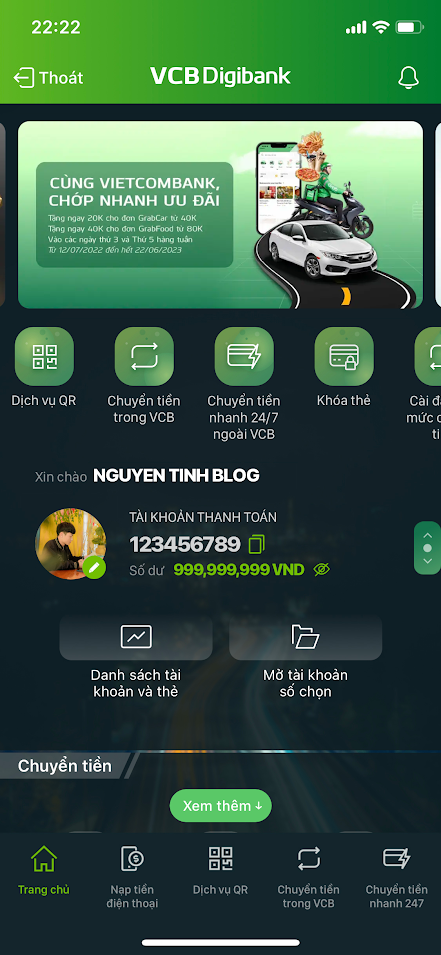 22:22
Thoát
VCB Digibank
CÙNG VIETCOMBANK,
CHỚP NHANH ƯU ĐÃI
Tặng ngay 20K cho đơn GrabCar từ 40K
Tặng ngay 40K cho đơn GrabFood từ 80K
Vào các ngày thứ 3 và Thứ 5 hàng tuần
Từ 12/07/2022 đến hết 22/06/2023
Dịch vụ QR
Chuyển tiền
trong VCB
Chuyển tiền
nhanh 24/7
ngoài VCB
Khóa thẻ
Cài đ
mức c
ti
Xin chào NGUYEN TINH BLOG
TÀI KHOẢN THANH TOÁN
123456789
Số dư 999,999,999 VND
Danh sách tài
khoản và thẻ
Mở tài khoản
số chọn
Chuyển tiền
Xem thêm ↓
Trang chủ
Nạp tiền
điện thoại
Dịch vụ QR
Chuyển tiền
trong VCB
Chuyển tiền
nhanh 247